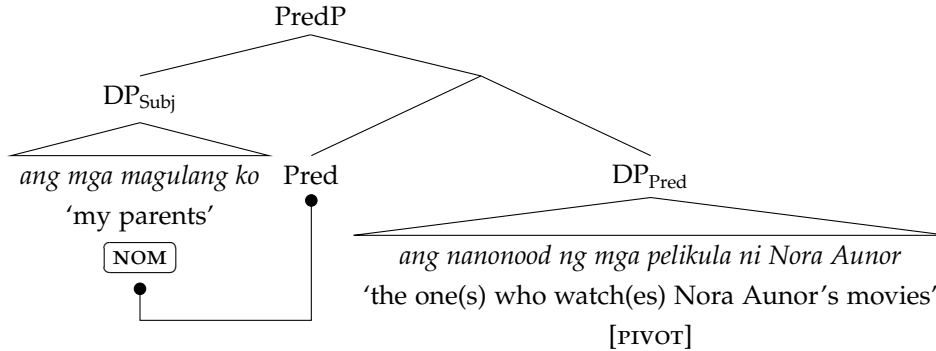 PredP
DP_Subj
ang mga magulang ko
'my parents'
NOM
Pred
DP_Pred
ang nanonood ng mga pelikula ni Nora Aunor
'the one(s) who watch(es) Nora Aunor's movies'
[PIVOT]